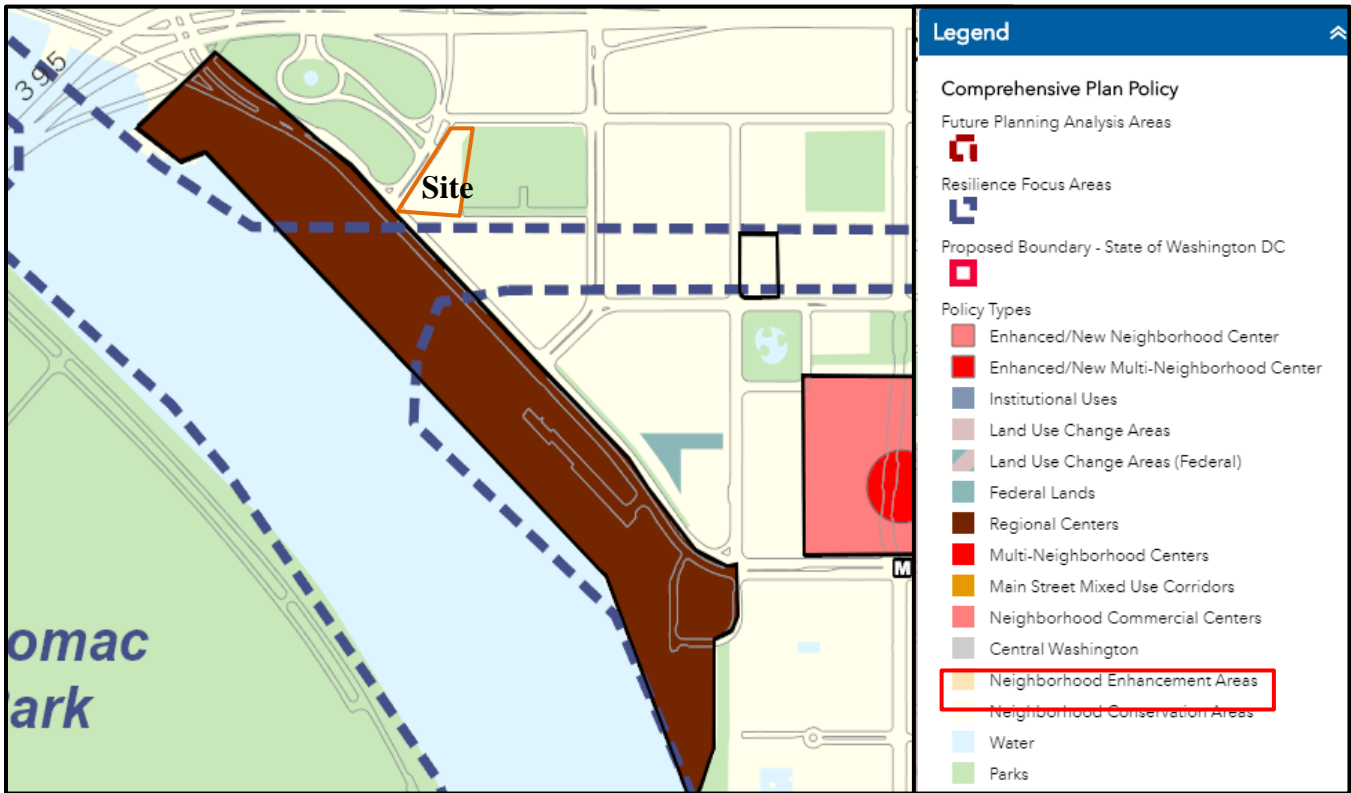 395
Site
omac
ark
M
Legend
Comprehensive Plan Policy
Future Planning Analysis Areas
Resilience Focus Areas
Proposed Boundary - State of Washington DC
Policy Types
Enhanced/New Neighborhood Center
Enhanced/New Multi-Neighborhood Center
Institutional Uses
Land Use Change Areas
Land Use Change Areas (Federal)
Federal Lands
Regional Centers
Multi-Neighborhood Centers
Main Street Mixed Use Corridors
Neighborhood Commercial Centers
Central Washington
Neighborhood Enhancement Areas
Neighborhood Conservation Areas
Water
Parks